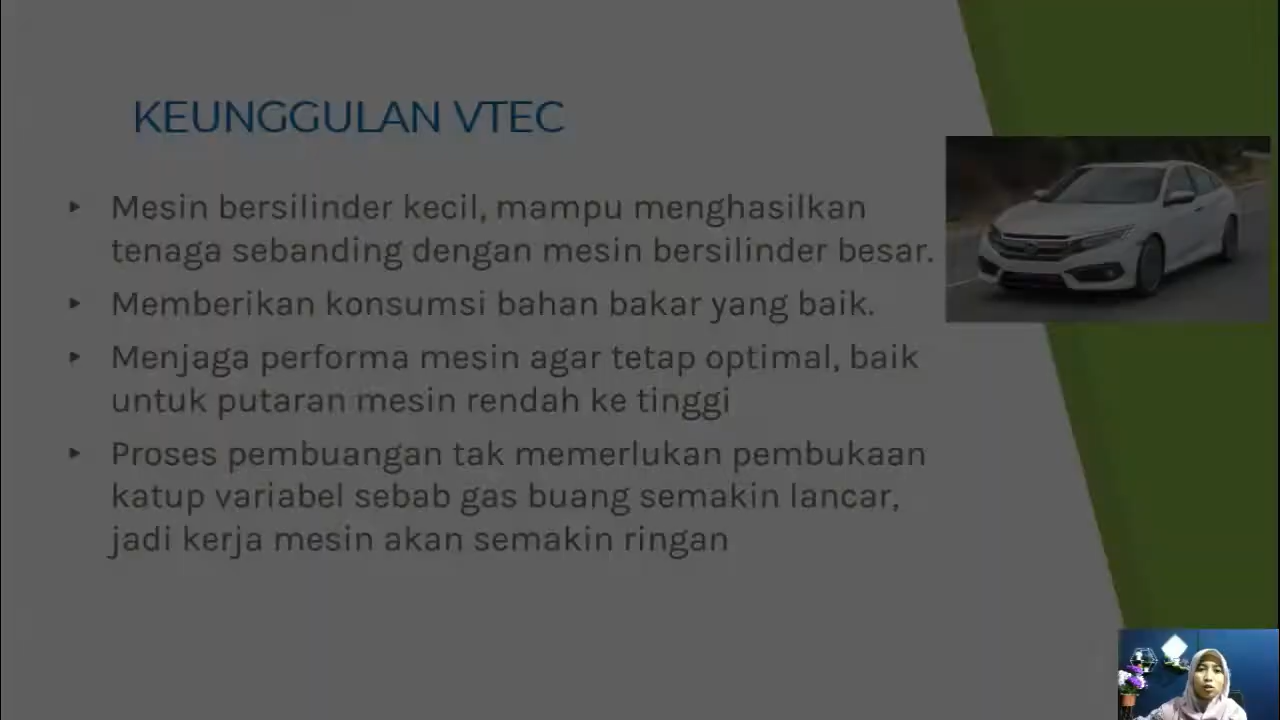 KEUNGGULAN VTEC
▸ Mesin bersilinder kecil, mampu menghasilkan
tenaga sebanding dengan mesin bersilinder besar.
▸ Memberikan konsumsi bahan bakar yang baik.
▸ Menjaga performa mesin agar tetap optimal, baik
untuk putaran mesin rendah ke tinggi
▸ Proses pembuangan tak memerlukan pembukaan
katup variabel sebab gas buang semakin lancar,
jadi kerja mesin akan semakin ringan